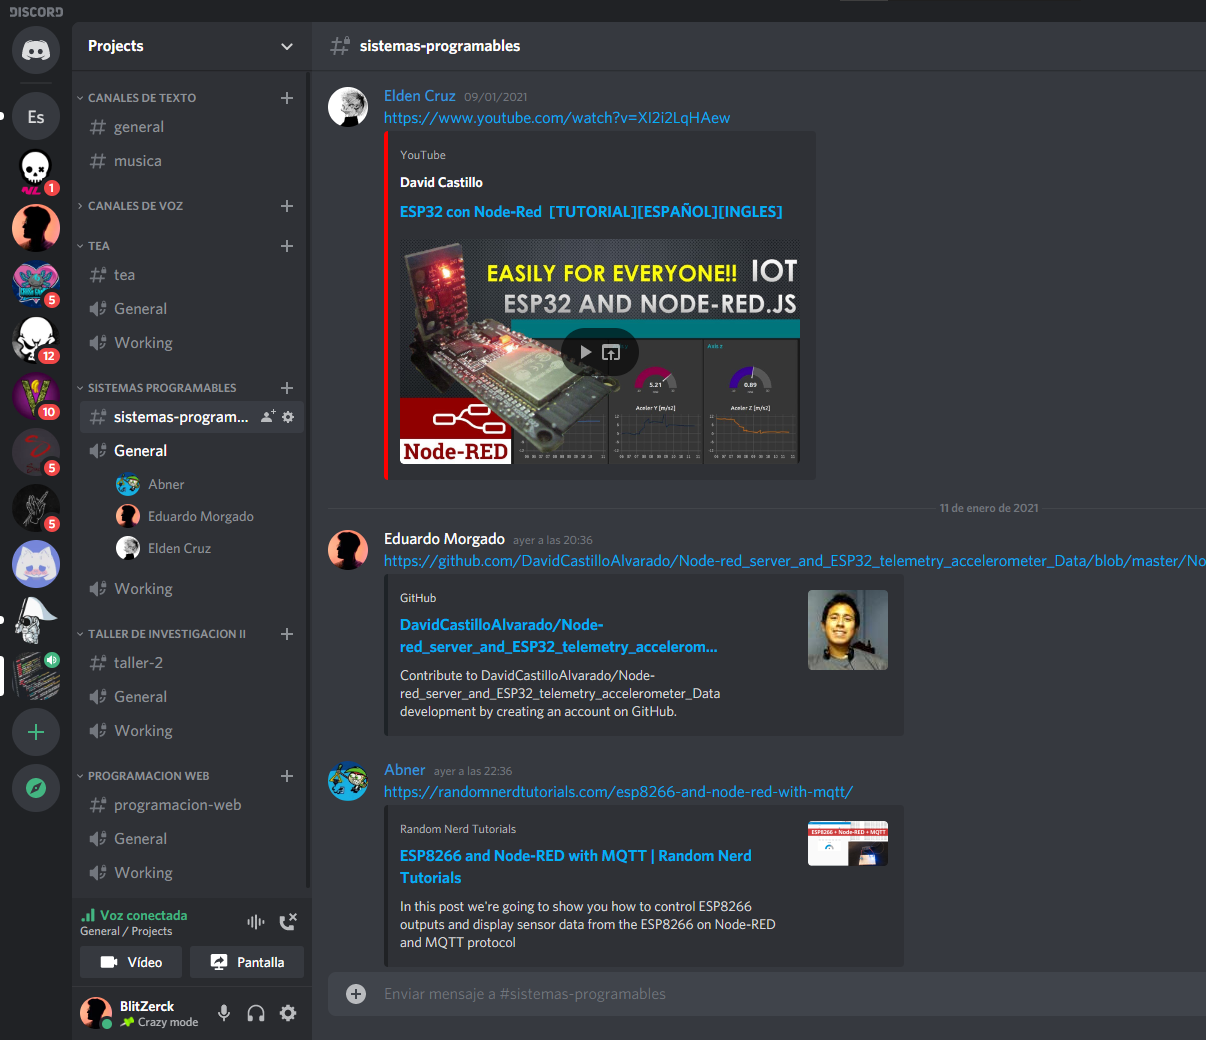 DISCORD
Projects
sistemas-programables
CANALES DE TEXTO
general
musica
CANALES DE VOZ
TEA
tea
General
Working
SISTEMAS PROGRAMABLES
sistemas-program...
General
Abner
Eduardo Morgado
Elden Cruz
Working
TALLER DE INVESTIGACION II
taller-2
General
Working
PROGRAMACION WEB
programacion-web
General
Working
Voz conectada
General / Projects
Vídeo
Pantalla
BlitZerck
Crazy mode
Es
1
5
12
10
5
5
Elden Cruz 09/01/2021
https://www.youtube.com/watch?v=XI2i2LqHAew
YouTube
David Castillo
ESP32 con Node-Red [TUTORIAL][ESPAÑOL][INGLES]
EASILY FOR EVERYONE!! IOT
ESP32 AND NODE-RED.JS
Axis z
5.21
0.89
Aceler Y [m/s2]
Aceler Z [m/s2]
Node-RED
11 de enero de 2021
Eduardo Morgado ayer a las 20:36
https://github.com/DavidCastilloAlvarado/Node-red_server_and_ESP32_telemetry_accelerometer_Data/blob/master/No
GitHub
DavidCastilloAlvarado/Node-
red_server_and_ESP32_telemetry_accelerom...
Contribute to DavidCastilloAlvarado/Node-
red_server_and_ESP32_telemetry_accelerometer_Data
development by creating an account on GitHub.
Abner ayer a las 22:36
https://randomnerdtutorials.com/esp8266-and-node-red-with-mqtt/
Random Nerd Tutorials
ESP8266 and Node-RED with MQTT | Random Nerd
Tutorials
In this post we're going to show you how to control ESP8266
outputs and display sensor data from the ESP8266 on Node-RED
and MQTT protocol
ESP8266 + Node-RED + MQTT
Enviar mensaje a #sistemas-programables